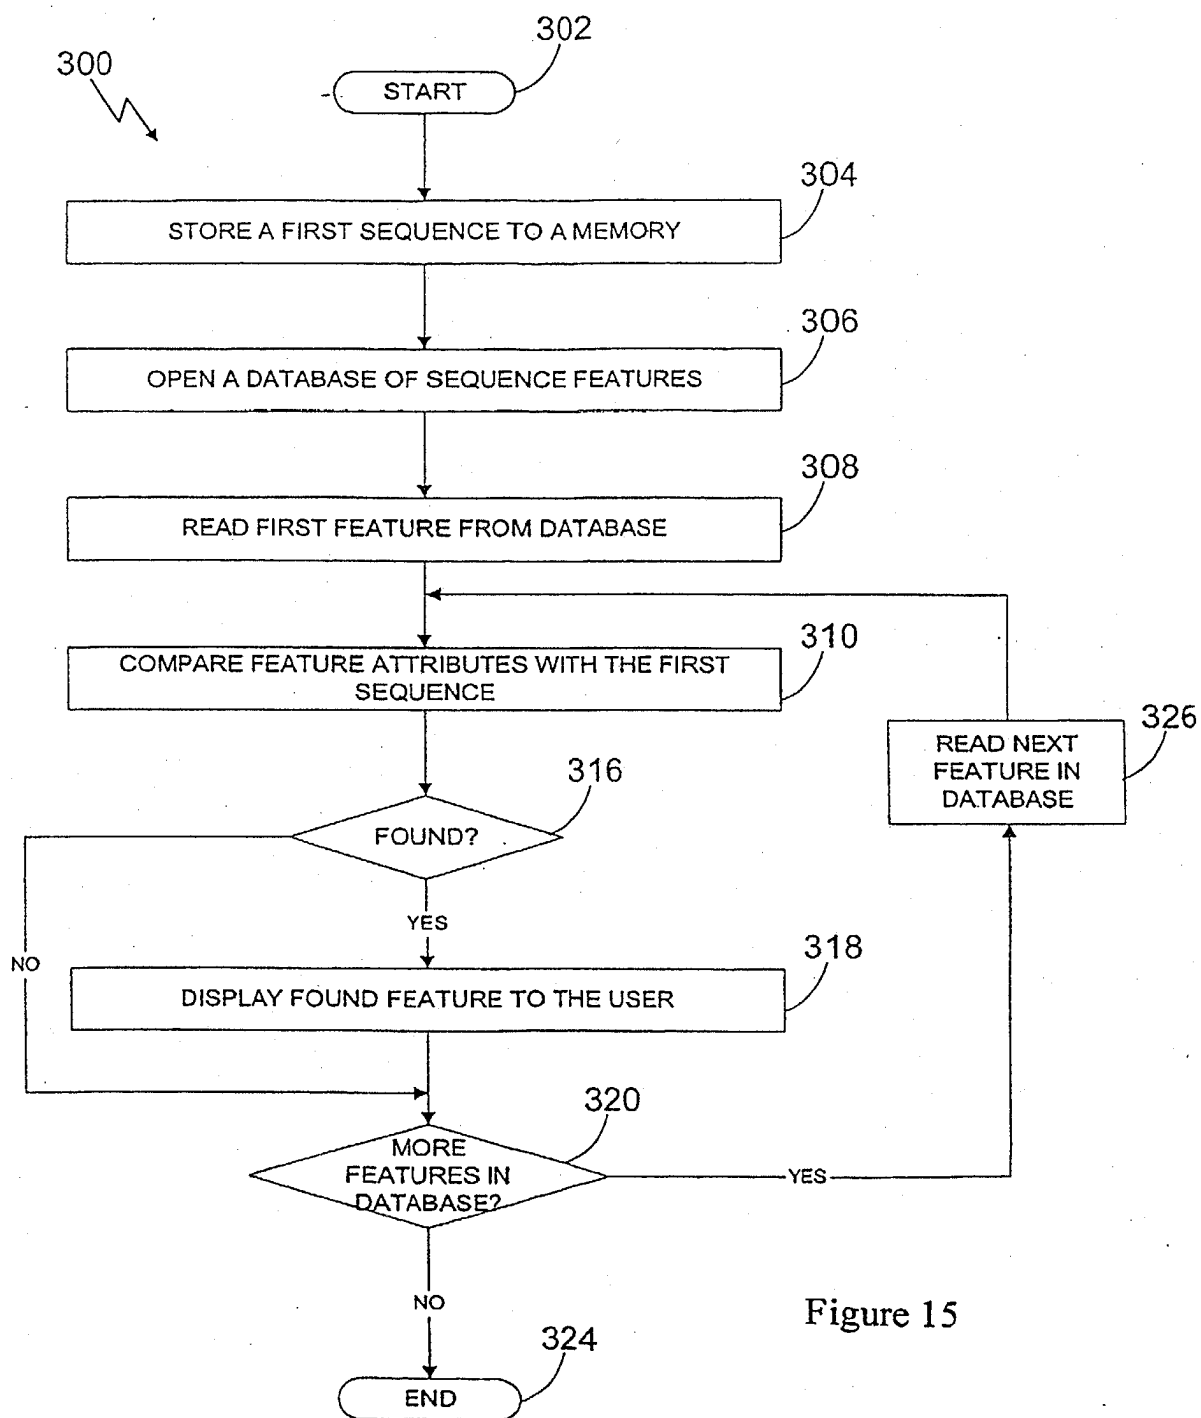 302
300
START
304
STORE A FIRST SEQUENCE TO A MEMORY
306
OPEN A DATABASE OF SEQUENCE FEATURES
308
READ FIRST FEATURE FROM DATABASE
310
COMPARE FEATURE ATTRIBUTES WITH THE FIRST
SEQUENCE
326
READ NEXT
FEATURE IN
DATABASE
316
FOUND?
YES
NO
318
DISPLAY FOUND FEATURE TO THE USER
320
MORE
FEATURES IN
DATABASE?
YES
NO
Figure 15
324
END